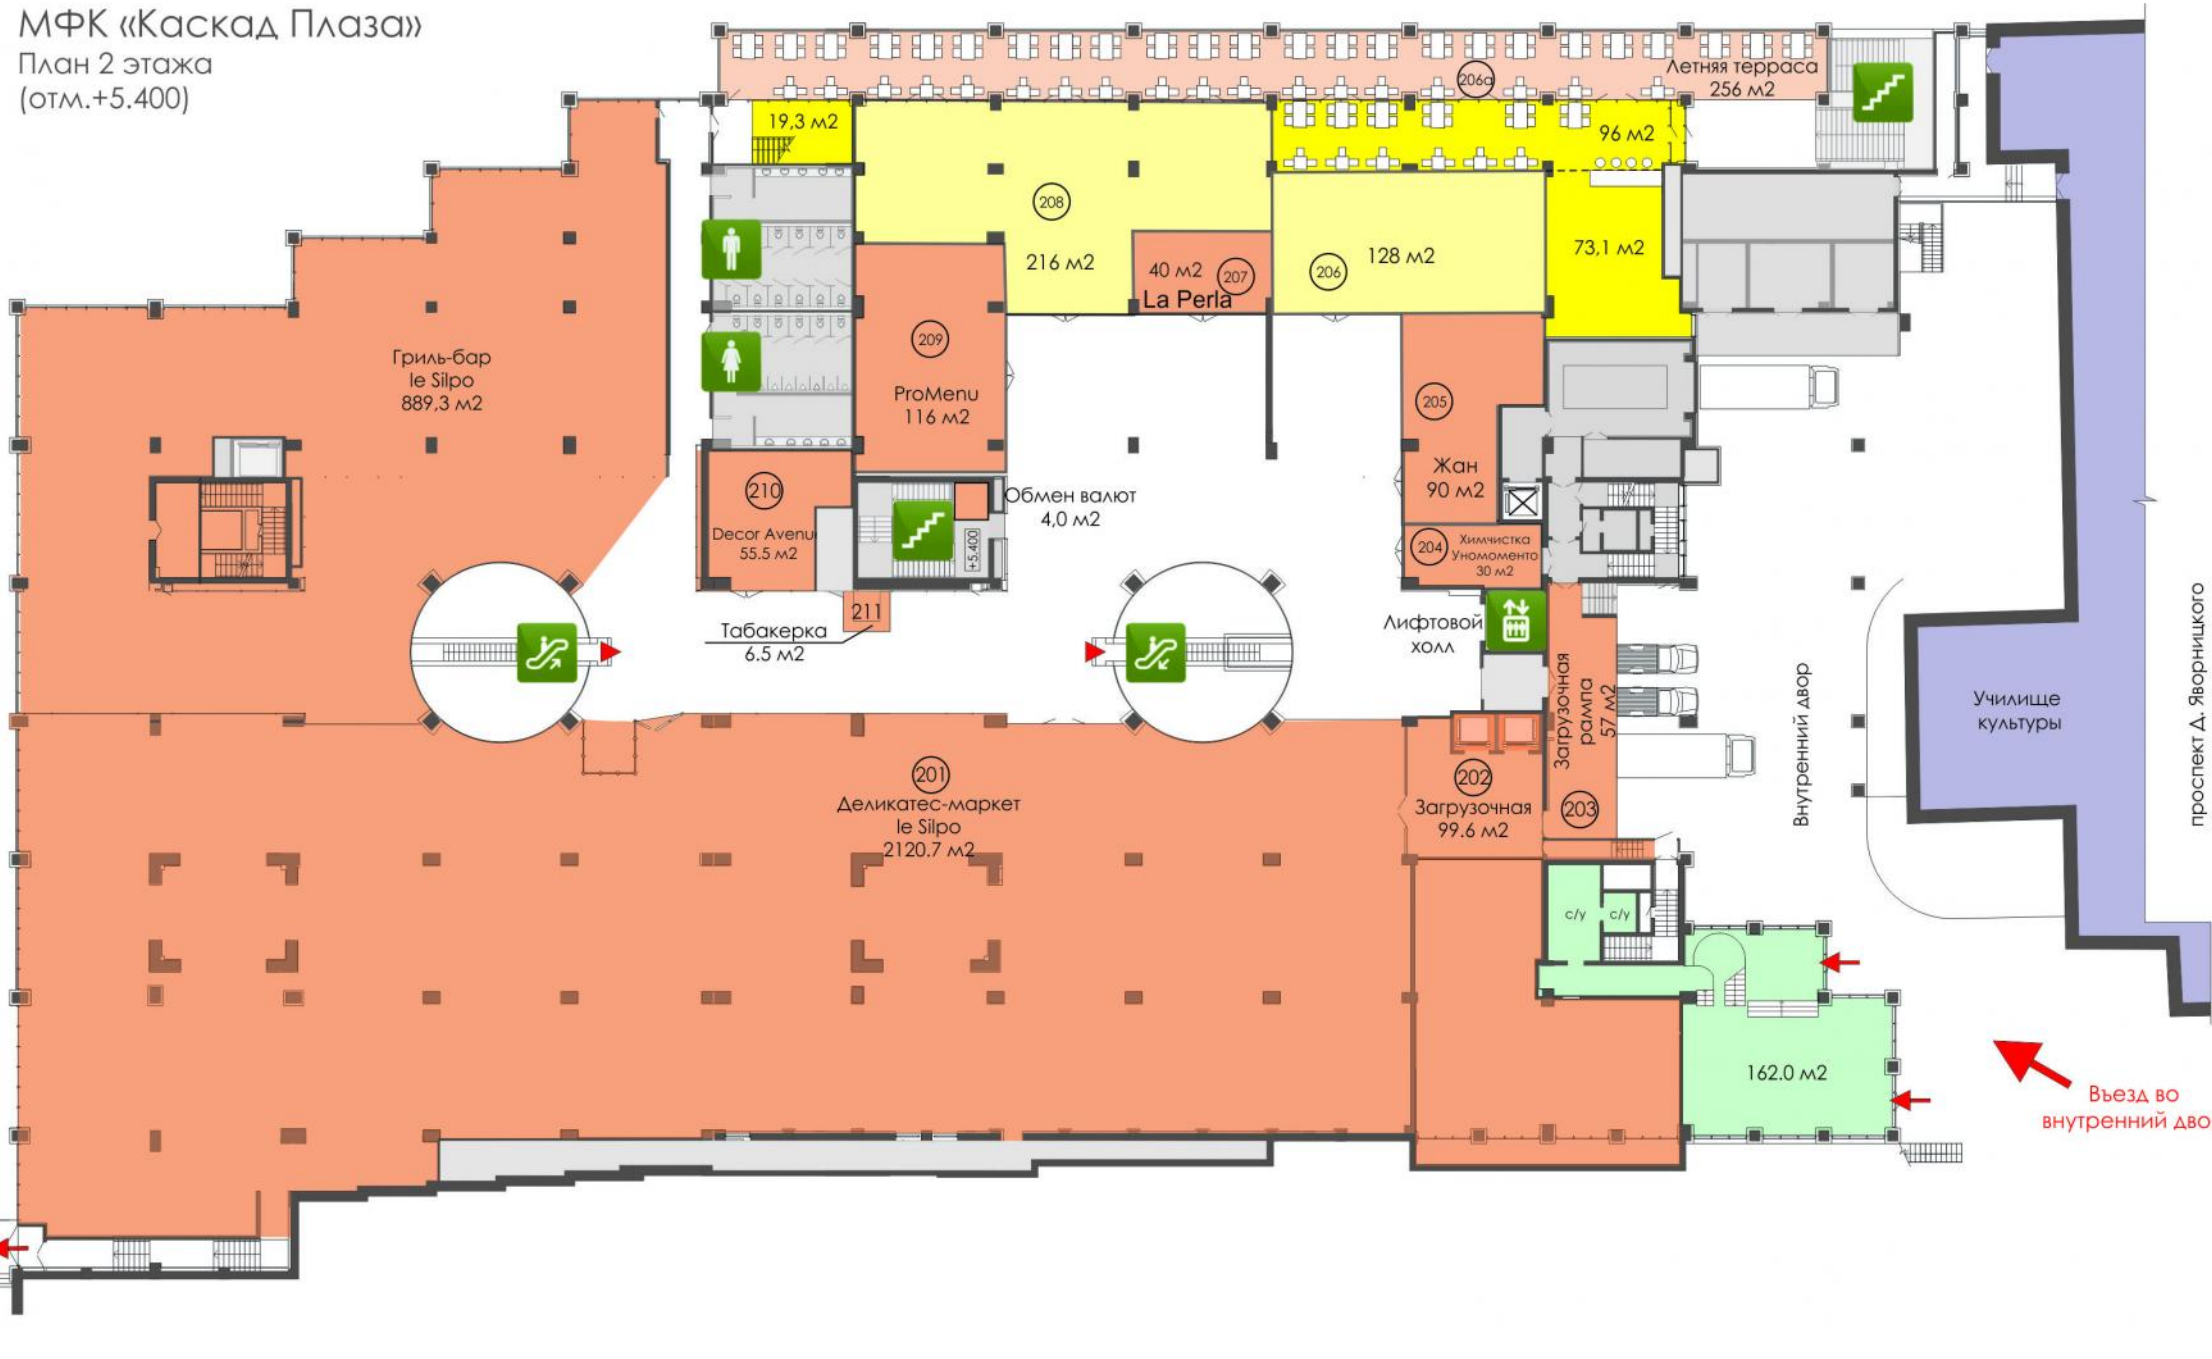 МФК «Каскад Плаза»
План 2 этажа
(отм.+5.400)
206а
Летняя терраса
256 м2
19,3 м2
96 м2
208
216 м2
40 м2
207
La Perla
206
128 м2
73,1 м2
Гриль-бар
le Silpo
889,3 м2
209
ProMenu
116 м2
205
Жан
90 м2
210
Decor Avenu
55.5 м2
Обмен валют
4,0 м2
+5.400
204
Химчистка
Уномоменто
30 м2
211
Табакерка
6.5 м2
Лифтовой
холл
Загрузочная
рампа
57 м2
203
Внутренний двор
Училище
культуры
проспект Д. Яворницкого
201
Деликатес-маркет
le Silpo
2120.7 м2
202
Загрузочная
99.6 м2
с/у
с/у
162.0 м2
Въезд во
внутренний дво